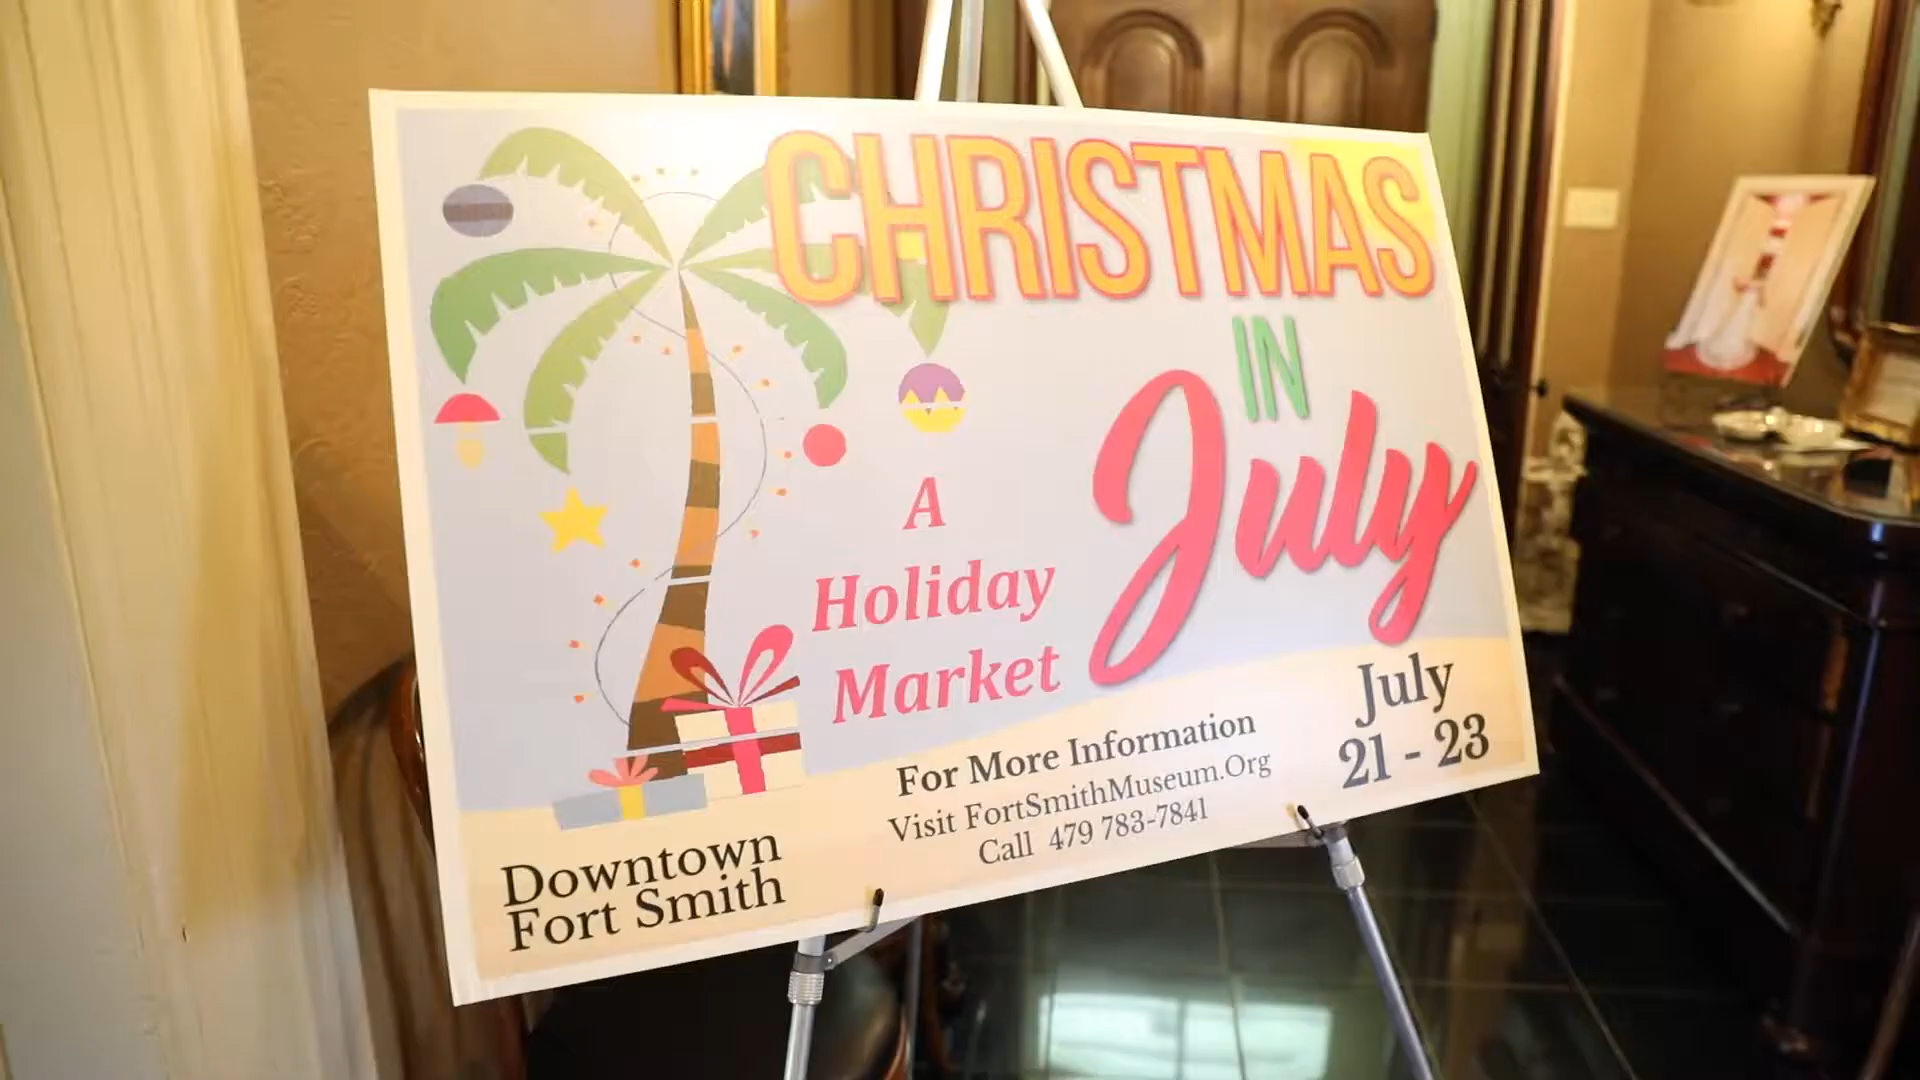 CHRISTMAS
IN
July
A
Holiday
Market
July
21 - 23
For More Information
Visit FortSmithMuseum.Org
Call 479 783-7841
Downtown
Fort Smith